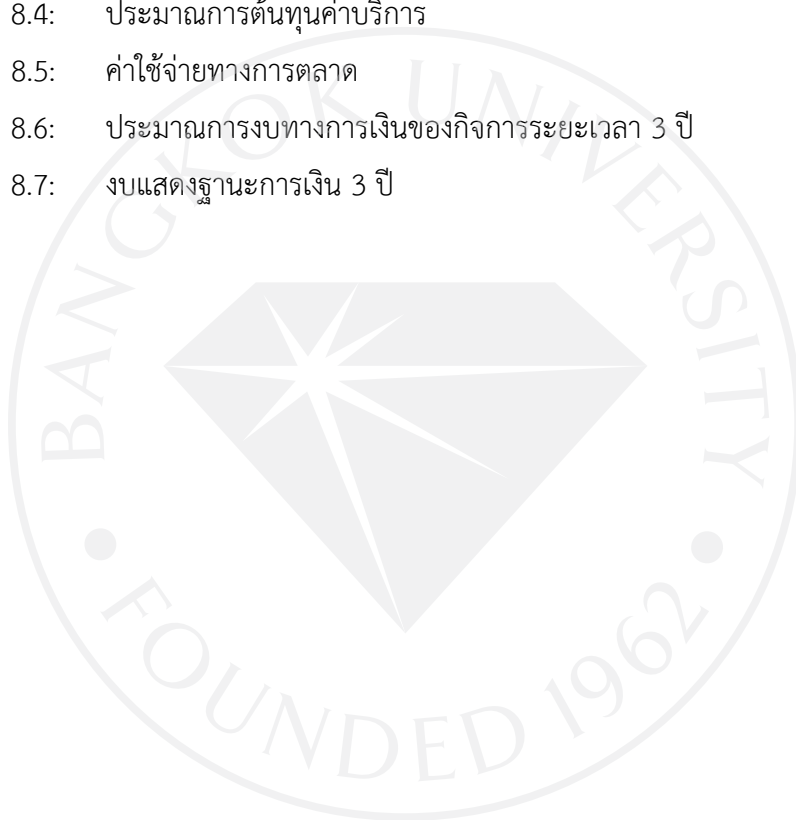 8.4: ประมาณการต้นทุนค่าบริการ
8.5: ค่าใช้จ่ายทางการตลาด
8.6: ประมาณการงบทางการเงินของกิจการระยะเวลา 3 ปี
8.7: งบแสดงฐานะการเงิน 3 ปี
BANGKOK UNIVERSITY
FOUNDED 1962